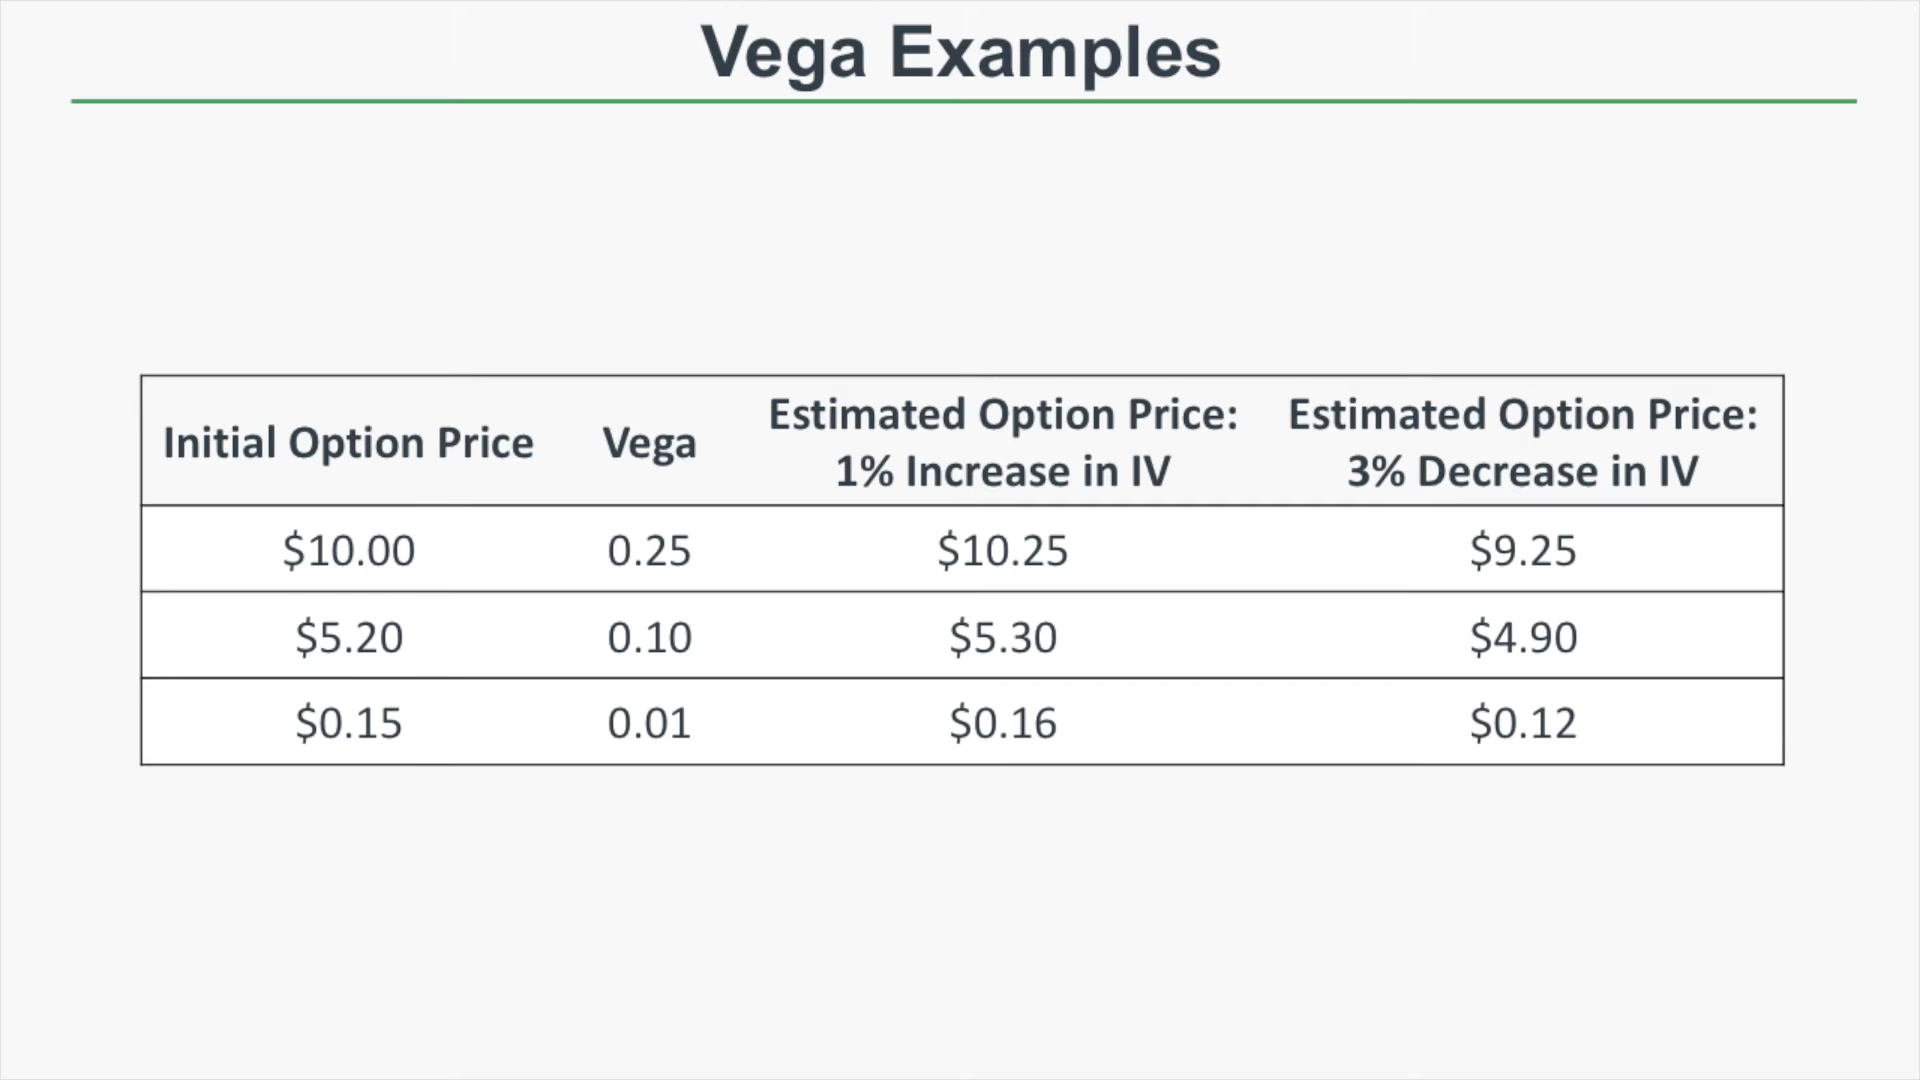 Vega Examples
Initial Option Price Vega Estimated Option Price: 1% Increase in IV Estimated Option Price: 3% Decrease in IV
$10.00 0.25 $10.25 $9.25
$5.20 0.10 $5.30 $4.90
$0.15 0.01 $0.16 $0.12